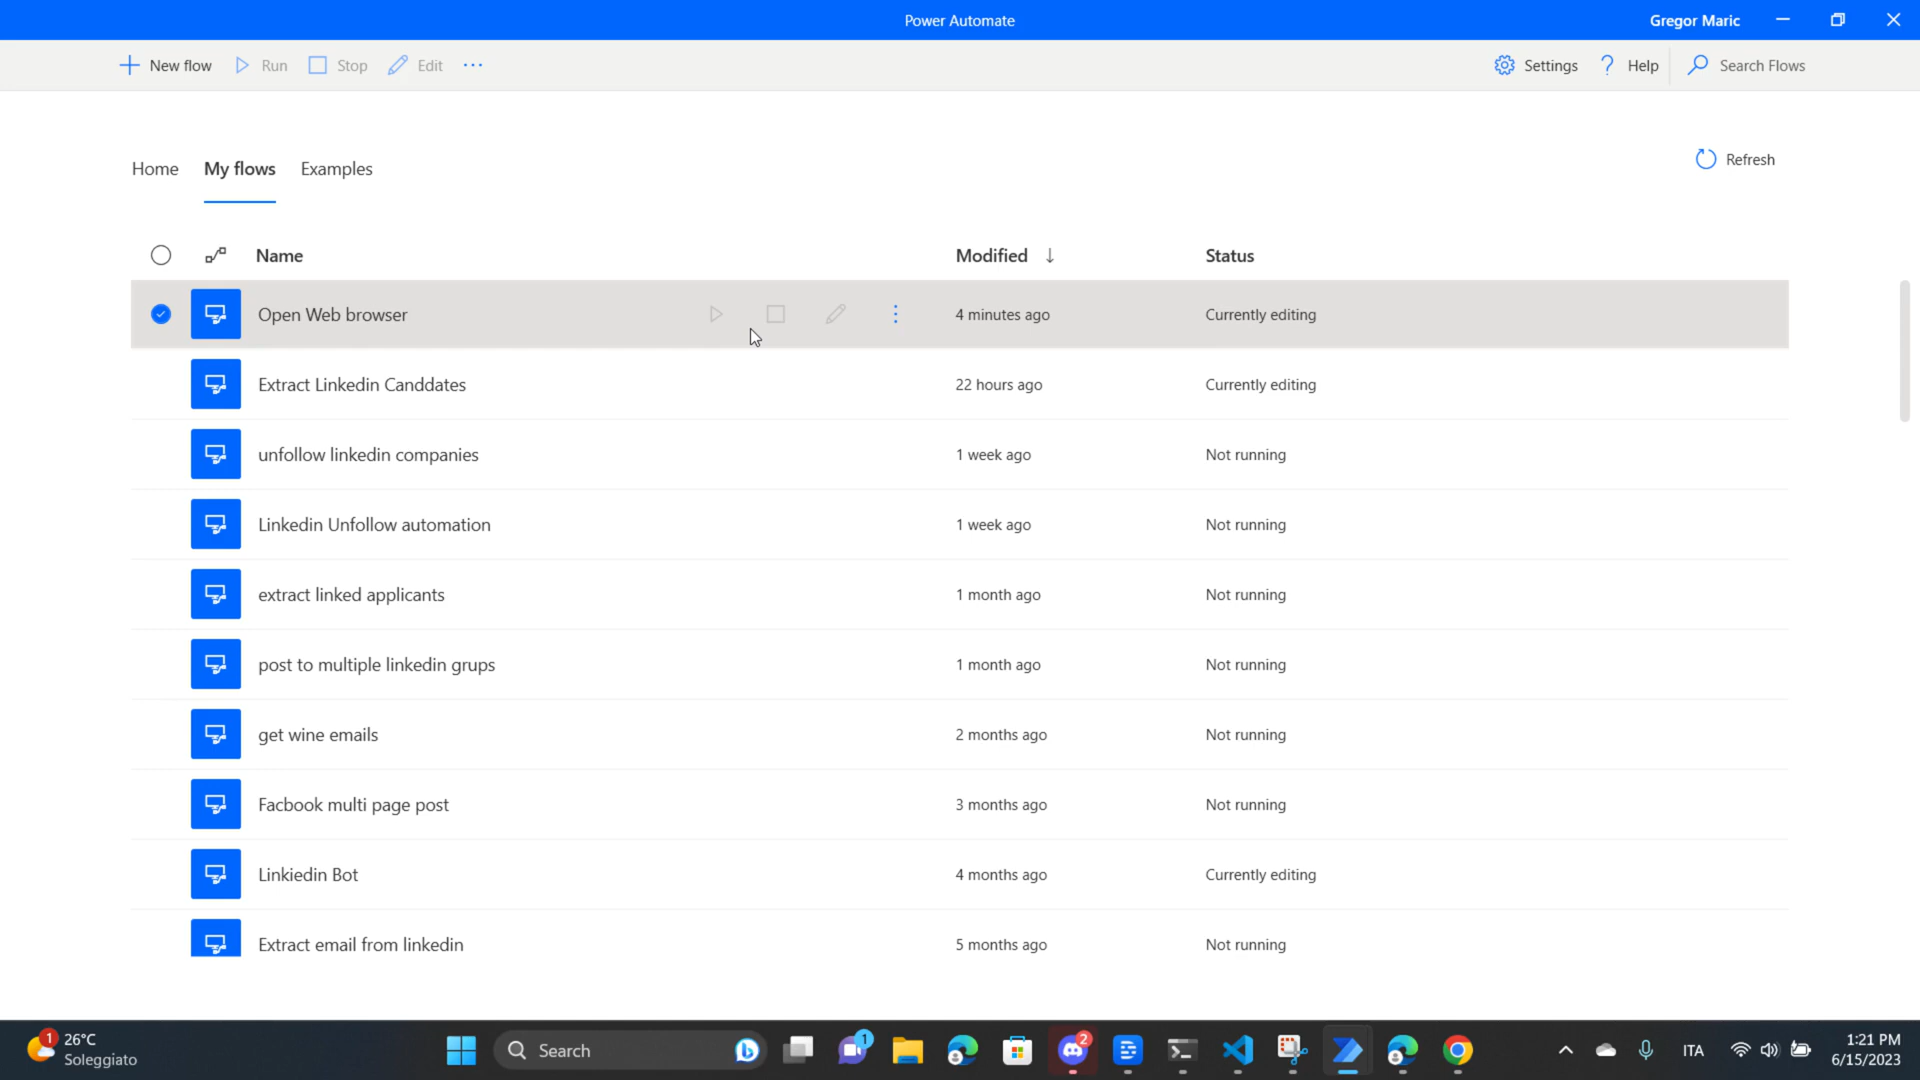 Power Automate
Gregor Maric
New flow Run Stop Edit ...
Settings ? Help Search Flows
Home My flows Examples
Refresh
Name Modified ↓ Status
Open Web browser 4 minutes ago Currently editing
Extract Linkedin Canddates 22 hours ago Currently editing
unfollow linkedin companies 1 week ago Not running
Linkedin Unfollow automation 1 week ago Not running
extract linked applicants 1 month ago Not running
post to multiple linkedin grups 1 month ago Not running
get wine emails 2 months ago Not running
Facbook multi page post 3 months ago Not running
Linkiedin Bot 4 months ago Currently editing
Extract email from linkedin 5 months ago Not running
1 26°C
Soleggiato
Search
1
2
ITA
1:21 PM
6/15/2023